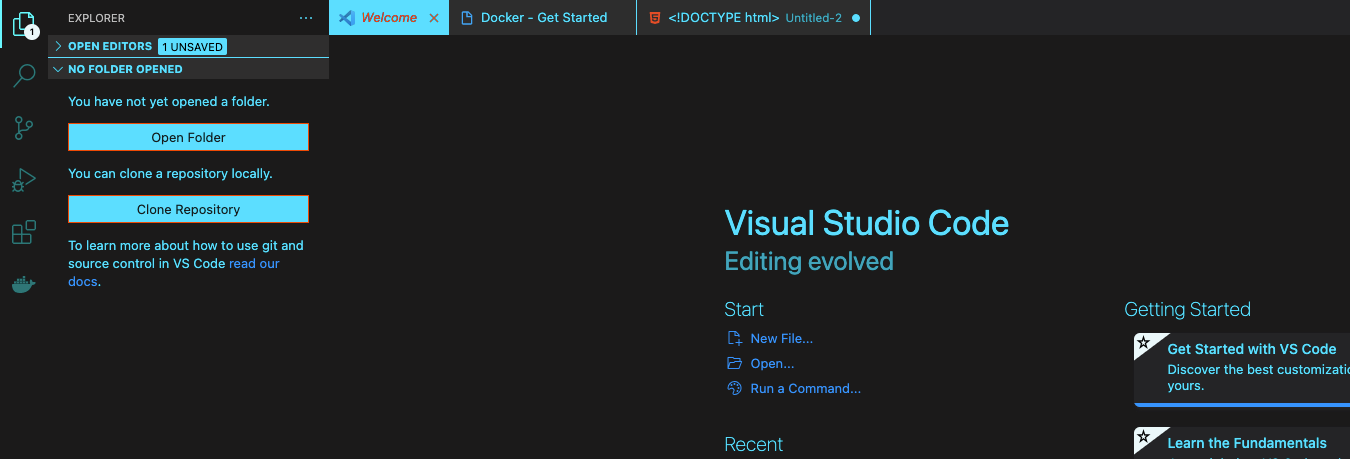 EXPLORER
Welcome
Docker - Get Started
<!DOCTYPE html> Untitled-2
1
OPEN EDITORS 1 UNSAVED
NO FOLDER OPENED
You have not yet opened a folder.
Open Folder
You can clone a repository locally.
Clone Repository
To learn more about how to use git and
source control in VS Code read our
docs.
Visual Studio Code
Editing evolved
Start
New File...
Open...
Run a Command...
Recent
Getting Started
Get Started with VS Code
Discover the best
yours.
Learn the Fundamentals